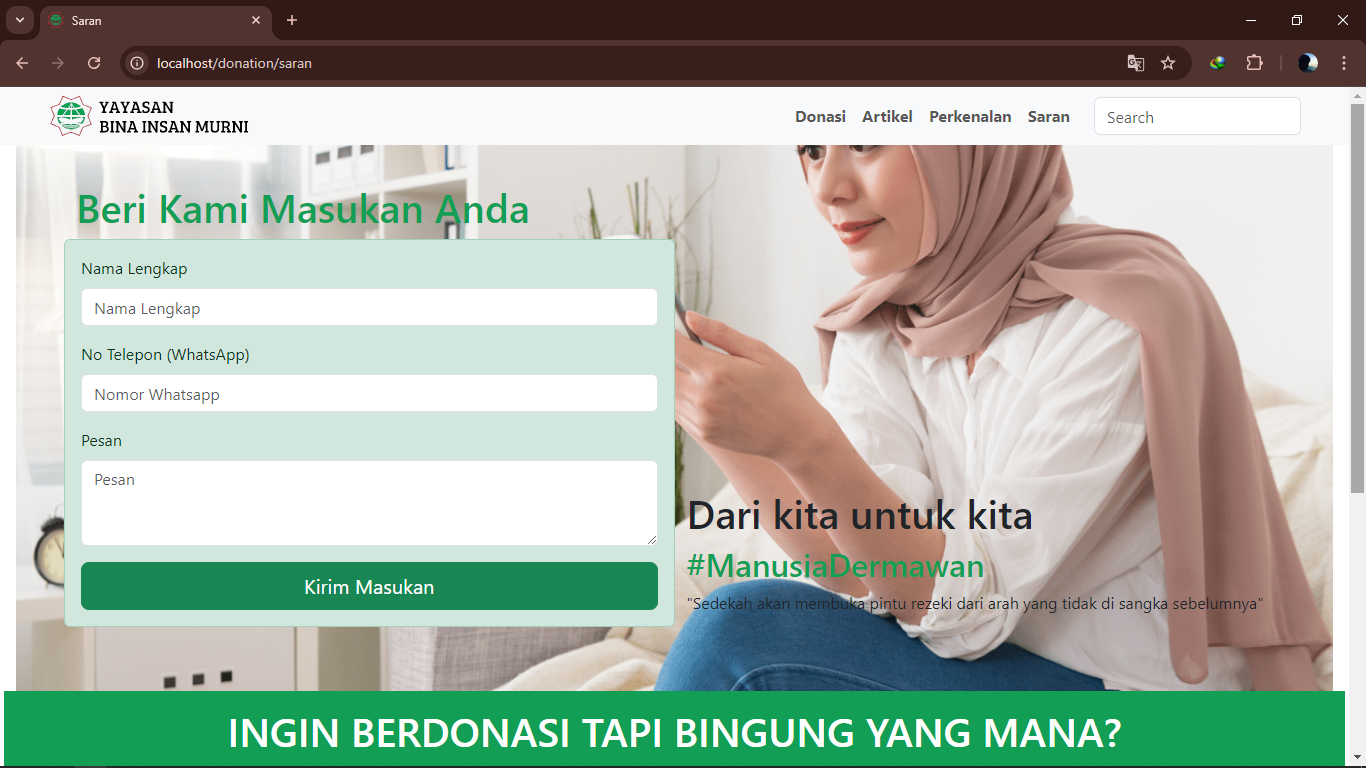 Saran
localhost/donation/saran
YAYASAN
BINA INSAN MURNI
Donasi Artikel Perkenalan Saran Search
Beri Kami Masukan Anda
Nama Lengkap
Nama Lengkap
No Telepon (WhatsApp)
Nomor Whatsapp
Pesan
Pesan
Kirim Masukan
Dari kita untuk kita
#ManusiaDermawan
"Sedekah akan membuka pintu rezeki dari arah yang tidak di sangka sebelumnya"
INGIN BERDONASI TAPI BINGUNG YANG MANA?